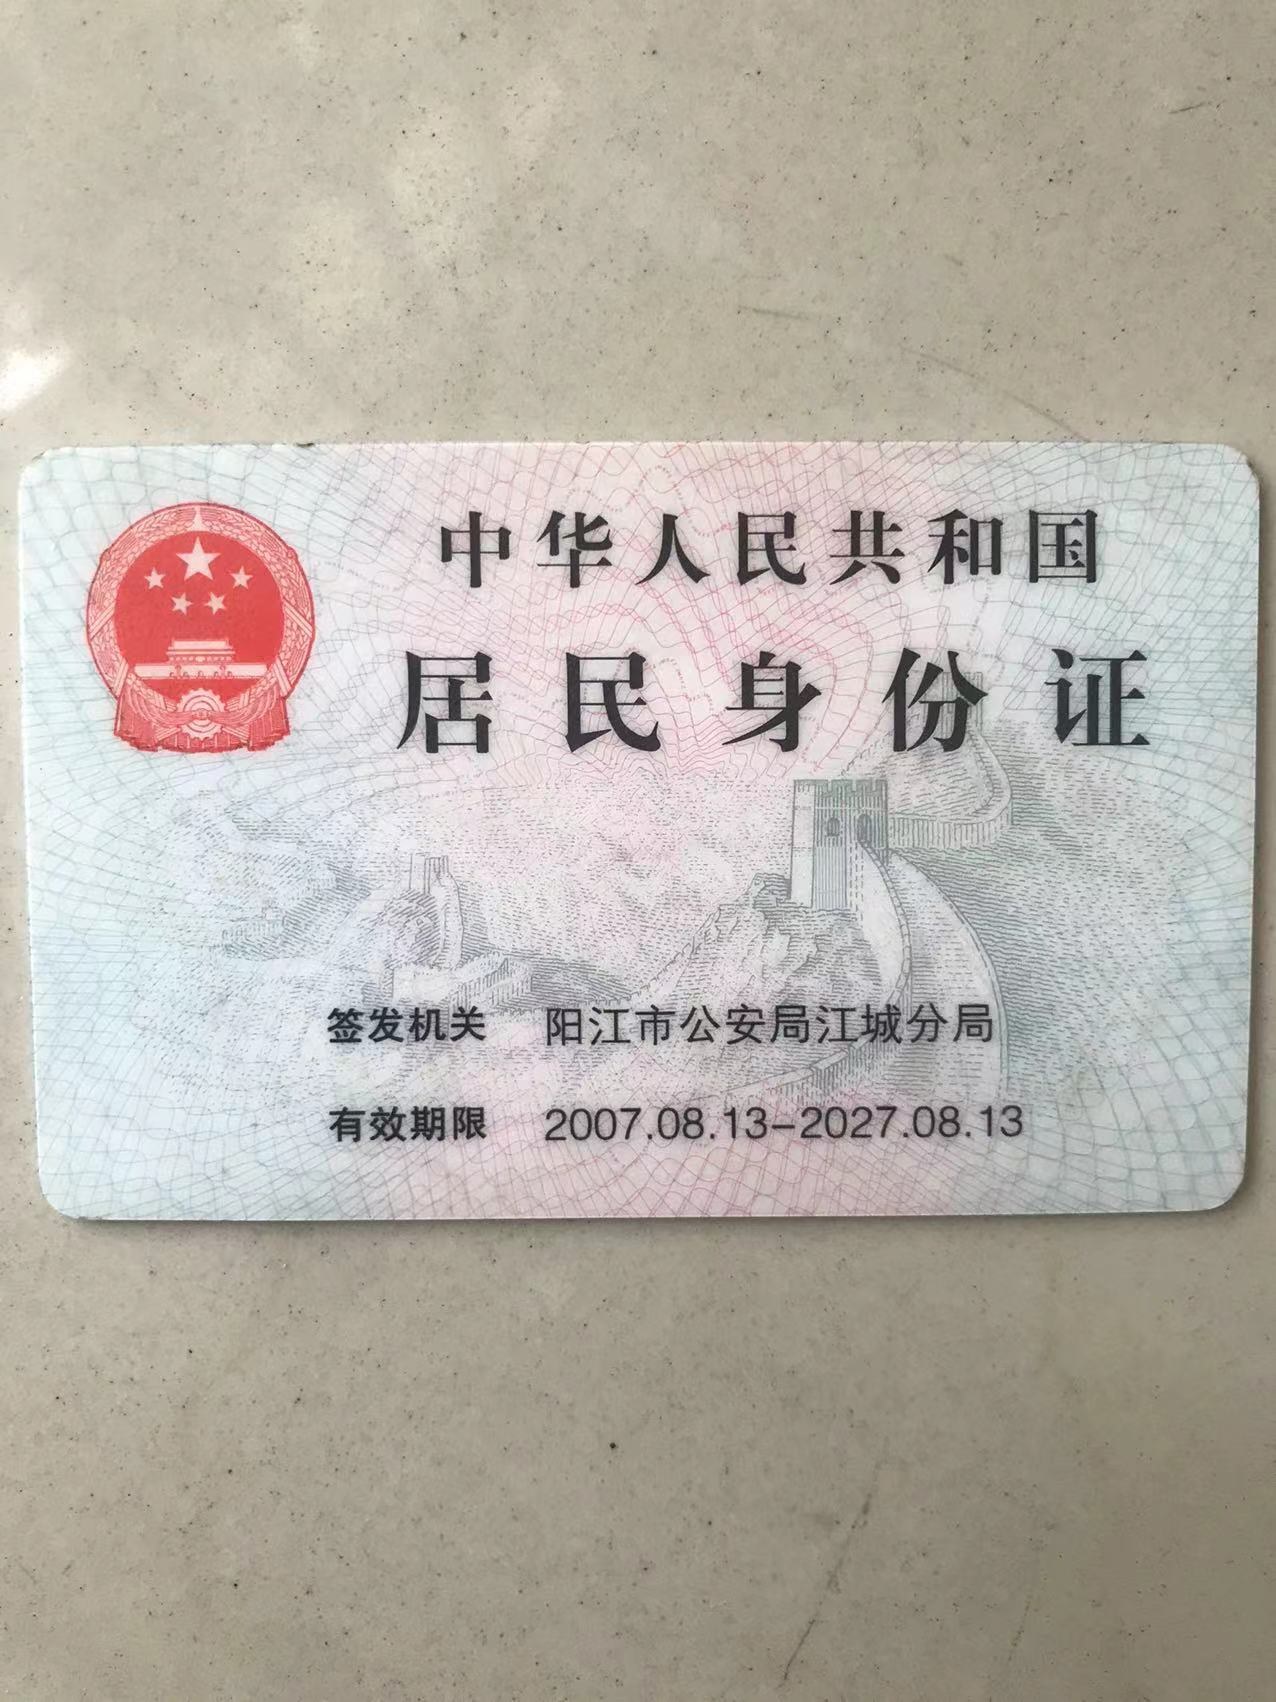 中华人民共和国
居民身份证
签发机关 阳江市公安局江城分局
有效期限 2007.08.13-2027.08.13